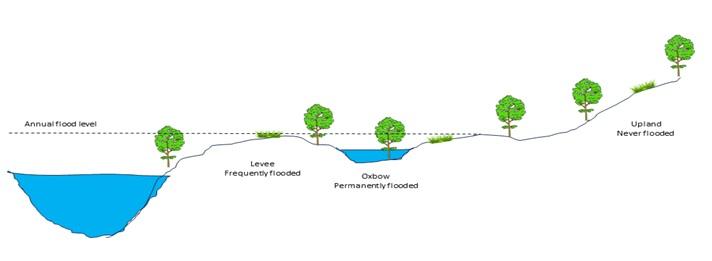 Annual flood level
Levee
Frequently flooded
Oxbow
Permanently flooded
Upland
Never flooded